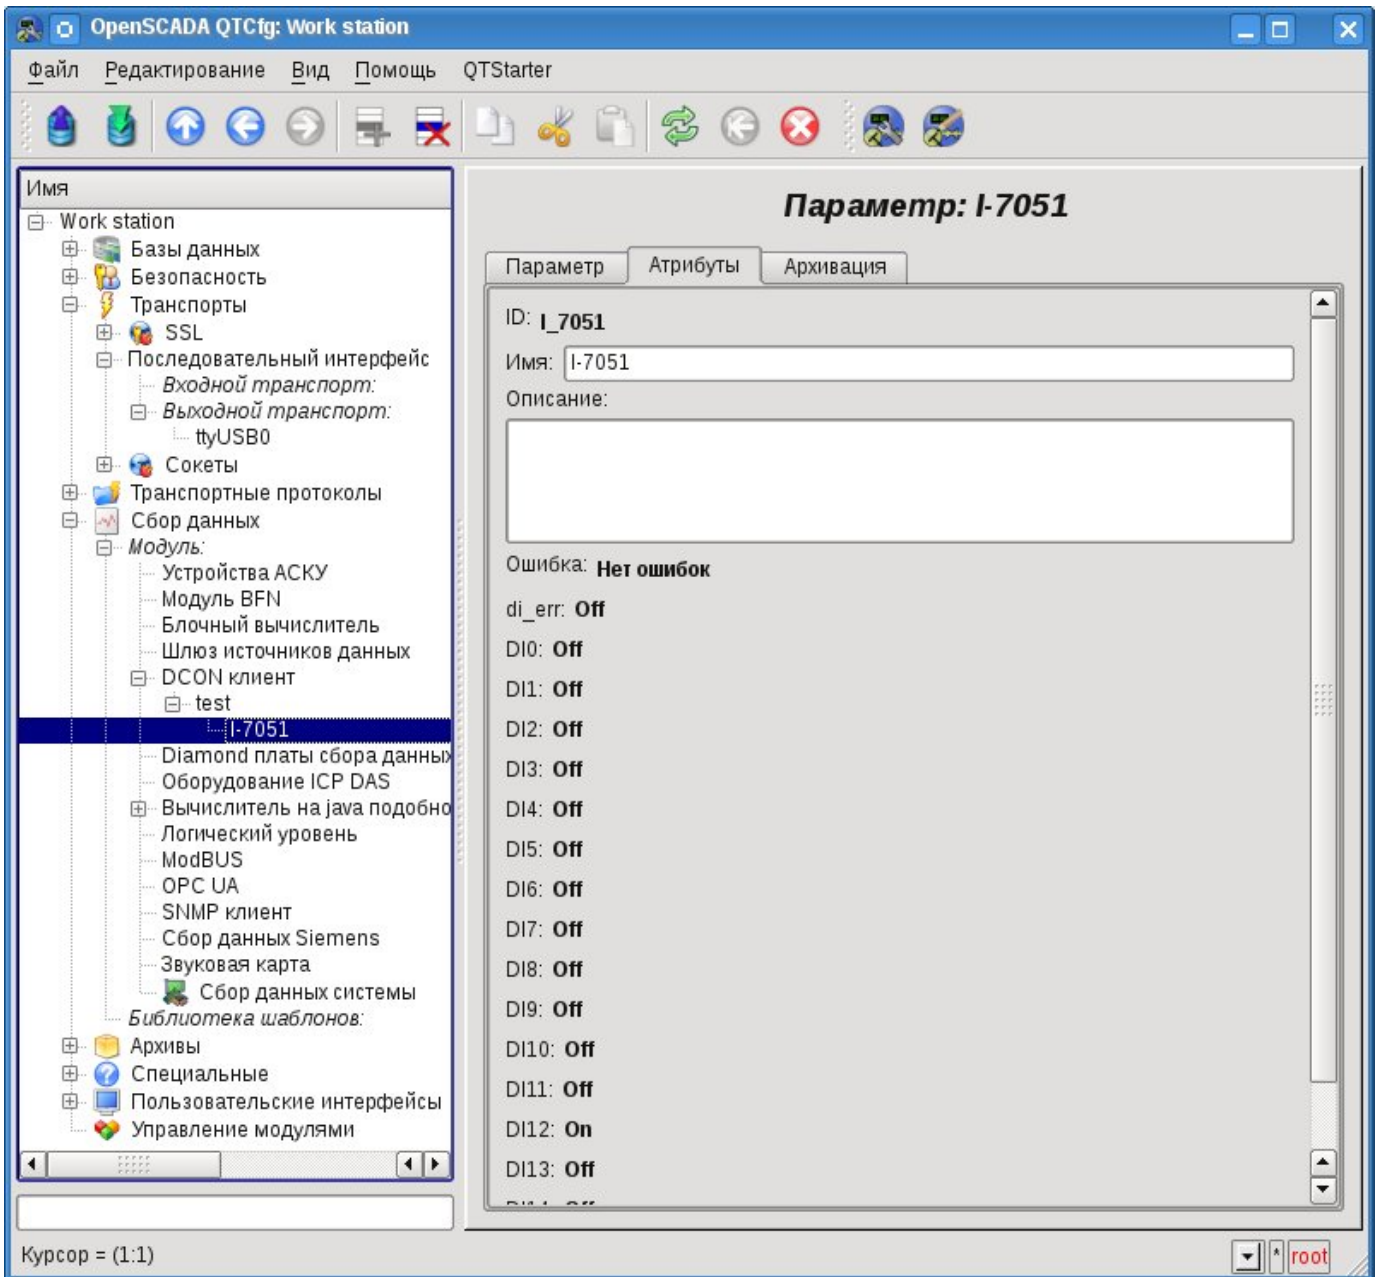 OpenSCADA QTCfg: Work station
Файл Редактирование Вид Помощь QTStarter
Имя
Work station
Базы данных
Безопасность
Транспорты
SSL
Последовательный интерфейс
Входной транспорт:
Выходной транспорт:
ttyUSB0
Сокеты
Транспортные протоколы
Сбор данных
Модуль:
Устройства АСКУ
Модуль BFN
Блочный вычислитель
Шлюз источников данных
DCON клиент
test
I-7051
Diamond платы сбора данных
Оборудование ICP DAS
Вычислитель на java подобно
Логический уровень
ModBUS
OPC UA
SNMP клиент
Сбор данных Siemens
Звуковая карта
Сбор данных системы
Библиотека шаблонов:
Архивы
Специальные
Пользовательские интерфейсы
Управление модулями
Параметр: I-7051
Параметр Атрибуты Архивация
ID: I_7051
Имя: I-7051
Описание:
Ошибка: Нет ошибок
di_err: Off
DI0: Off
DI1: Off
DI2: Off
DI3: Off
DI4: Off
DI5: Off
DI6: Off
DI7: Off
DI8: Off
DI9: Off
DI10: Off
DI11: Off
DI12: On
DI13: Off
Курсор = (1:1)
* root